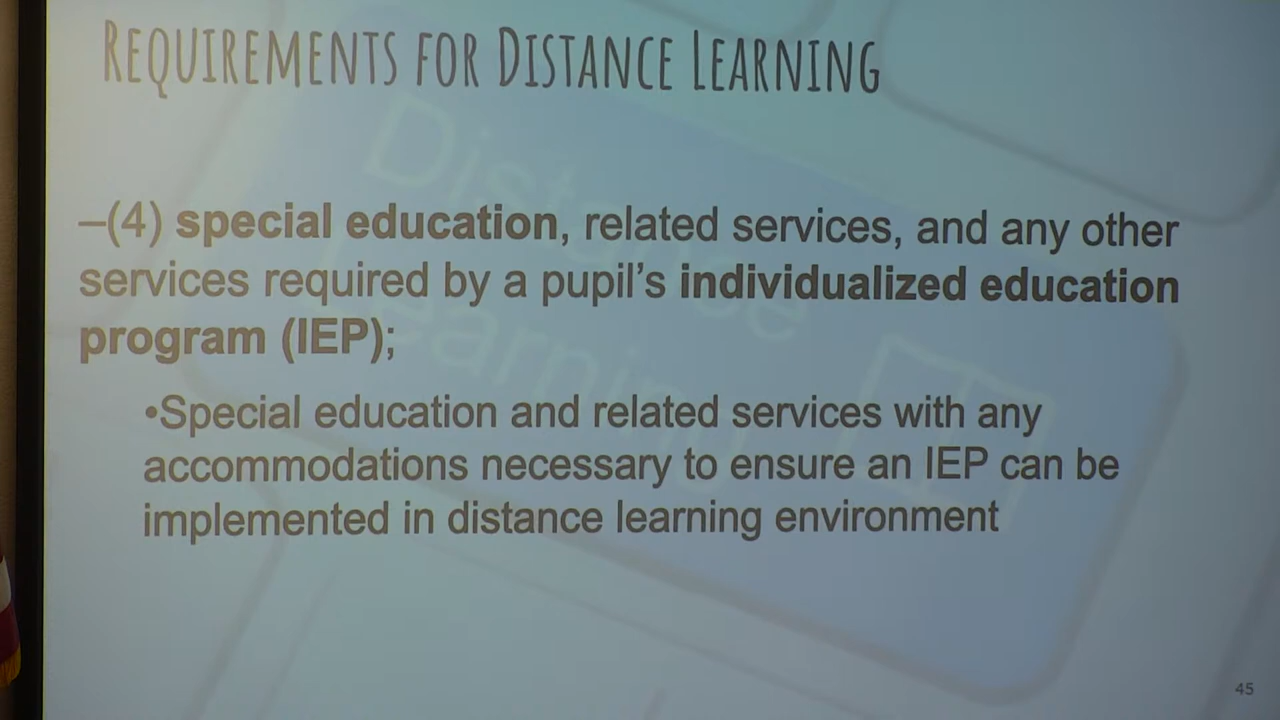 REQUIREMENTS FOR DISTANCE LEARNING
–(4) special education, related services, and any other
services required by a pupil's individualized education
program (IEP);
•Special education and related services with any
accommodations necessary to ensure an IEP can be
implemented in distance learning environment
Distance
Learning
45